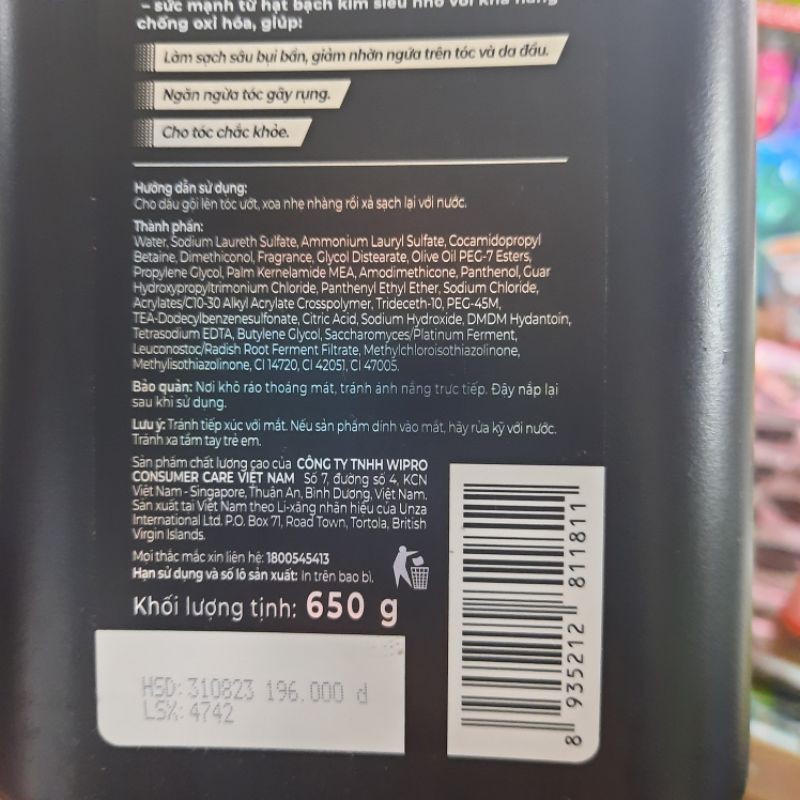 – sức mạnh từ hạt bạch kim siêu nhỏ với khả năng
chống oxi hóa, giúp:
Làm sạch sâu bụi bẩn, giảm nhờn ngứa trên tóc và da đầu.
Ngăn ngừa tóc gãy rụng.
Cho tóc chắc khỏe.
Hướng dẫn sử dụng:
Cho dầu gội lên tóc ướt, xoa nhẹ nhàng rồi xả sạch lại với nước.
Thành phần:
Water, Sodium Laureth Sulfate, Ammonium Lauryl Sulfate, Cocamidopropyl
Betaine, Dimethiconol, Fragrance, Glycol Distearate, Olive Oil PEG-7 Esters,
Propylene Glycol, Palm Kernelamide MEA, Amodimethicone, Panthenol, Guar
Hydroxypropyltrimonium Chloride, Panthenyl Ethyl Ether, Sodium Chloride,
Acrylates/C10-30 Alkyl Acrylate Crosspolymer, Trideceth-10, PEG-45M,
TEA-Dodecylbenzenesulfonate, Citric Acid, Sodium Hydroxide, DMDM Hydantoin,
Tetrasodium EDTA, Butylene Glycol, Saccharomyces/Platinum Ferment,
Leuconostoc/Radish Root Ferment Filtrate, Methylchloroisothiazolinone,
Methylisothiazolinone, CI 14720, CI 42051, CI 47005.
Bảo quản: Nơi khô ráo thoáng mát, tránh ánh nắng trực tiếp. Đậy nắp lại
sau khi sử dụng.
Lưu ý: Tránh tiếp xúc với mắt. Nếu sản phẩm dính vào mắt, hãy rửa kỹ với nước.
Tránh xa tầm tay trẻ em.
Sản phẩm chất lượng cao của CÔNG TY TNHH WIPRO
CONSUMER CARE VIỆT NAM Số 7, đường số 4, KCN
Việt Nam - Singapore, Thuận An, Bình Dương, Việt Nam.
Sản xuất tại Việt Nam theo Li-xăng nhãn hiệu của Unza
International Ltd. P.O. Box 71, Road Town, Tortola, British
Virgin Islands.
Mọi thắc mắc xin liên hệ: 1800545413
Hạn sử dụng và số lô sản xuất: In trên bao bì.
Khối lượng tịnh: 650 g
HSD: 310823 196.000 đ
LSX: 4742
8 935212 811811